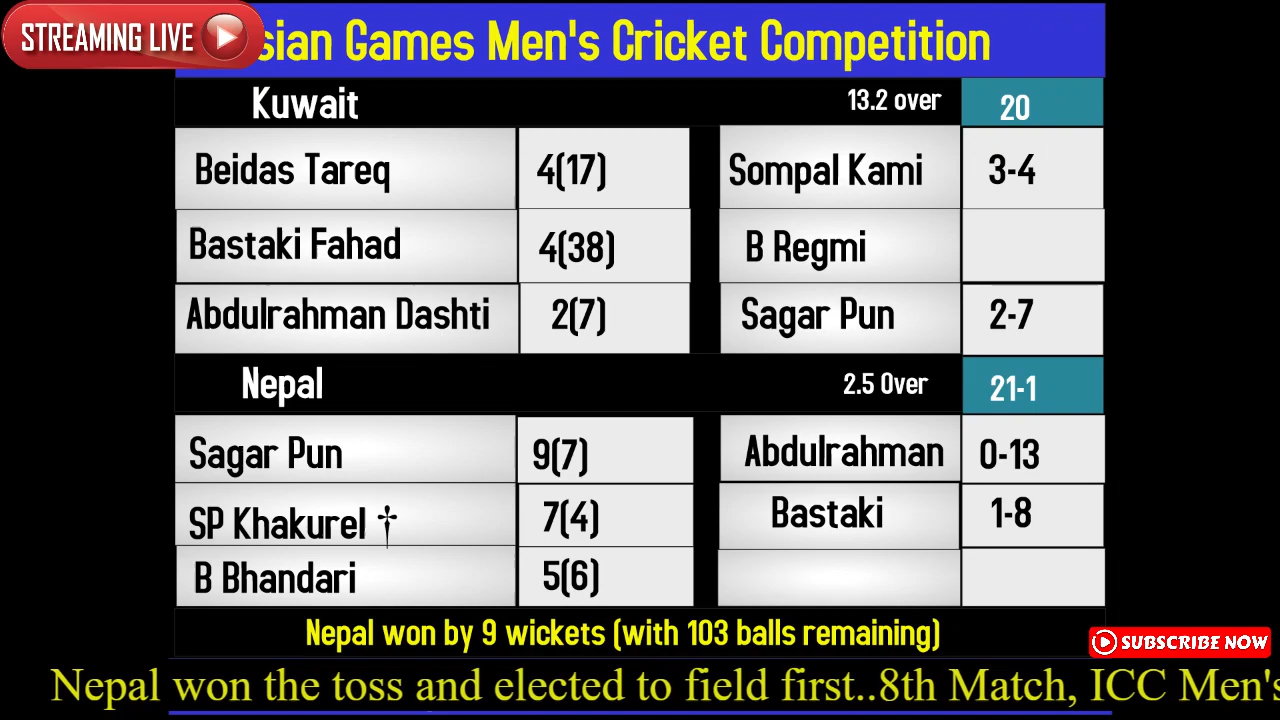 STREAMING LIVE
sian Games Men's Cricket Competition
Kuwait 13.2 over 20
Beidas Tareq 4(17) Sompal Kami 3-4
Bastaki Fahad 4(38) B Regmi
Abdulrahman Dashti 2(7) Sagar Pun 2-7
Nepal 2.5 Over 21-1
Sagar Pun 9(7) Abdulrahman 0-13
SP Khakurel † 7(4) Bastaki 1-8
B Bhandari 5(6)
Nepal won by 9 wickets (with 103 balls remaining)
SUBSCRIBE NOW
Nepal won the toss and elected to field first..8th Match, ICC Men's